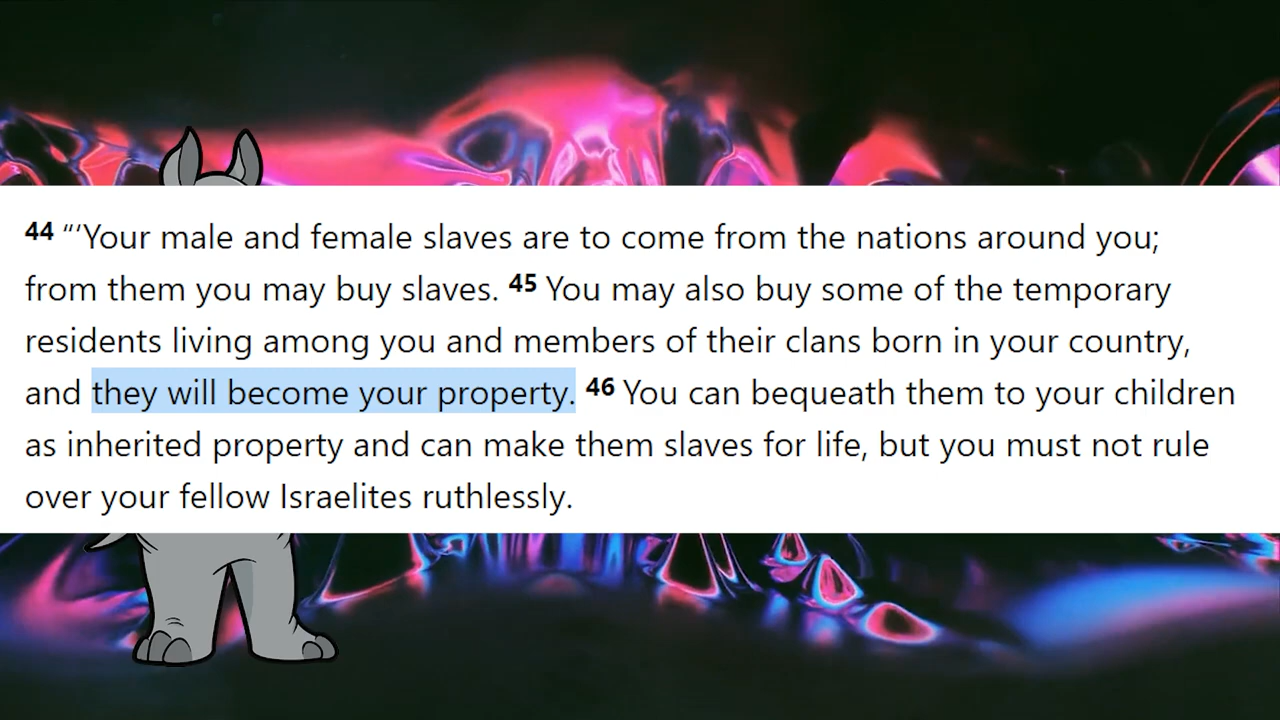 44 “‘Your male and female slaves are to come from the nations around you;
from them you may buy slaves. 45 You may also buy some of the temporary
residents living among you and members of their clans born in your country,
and they will become your property. 46 You can bequeath them to your children
as inherited property and can make them slaves for life, but you must not rule
over your fellow Israelites ruthlessly.